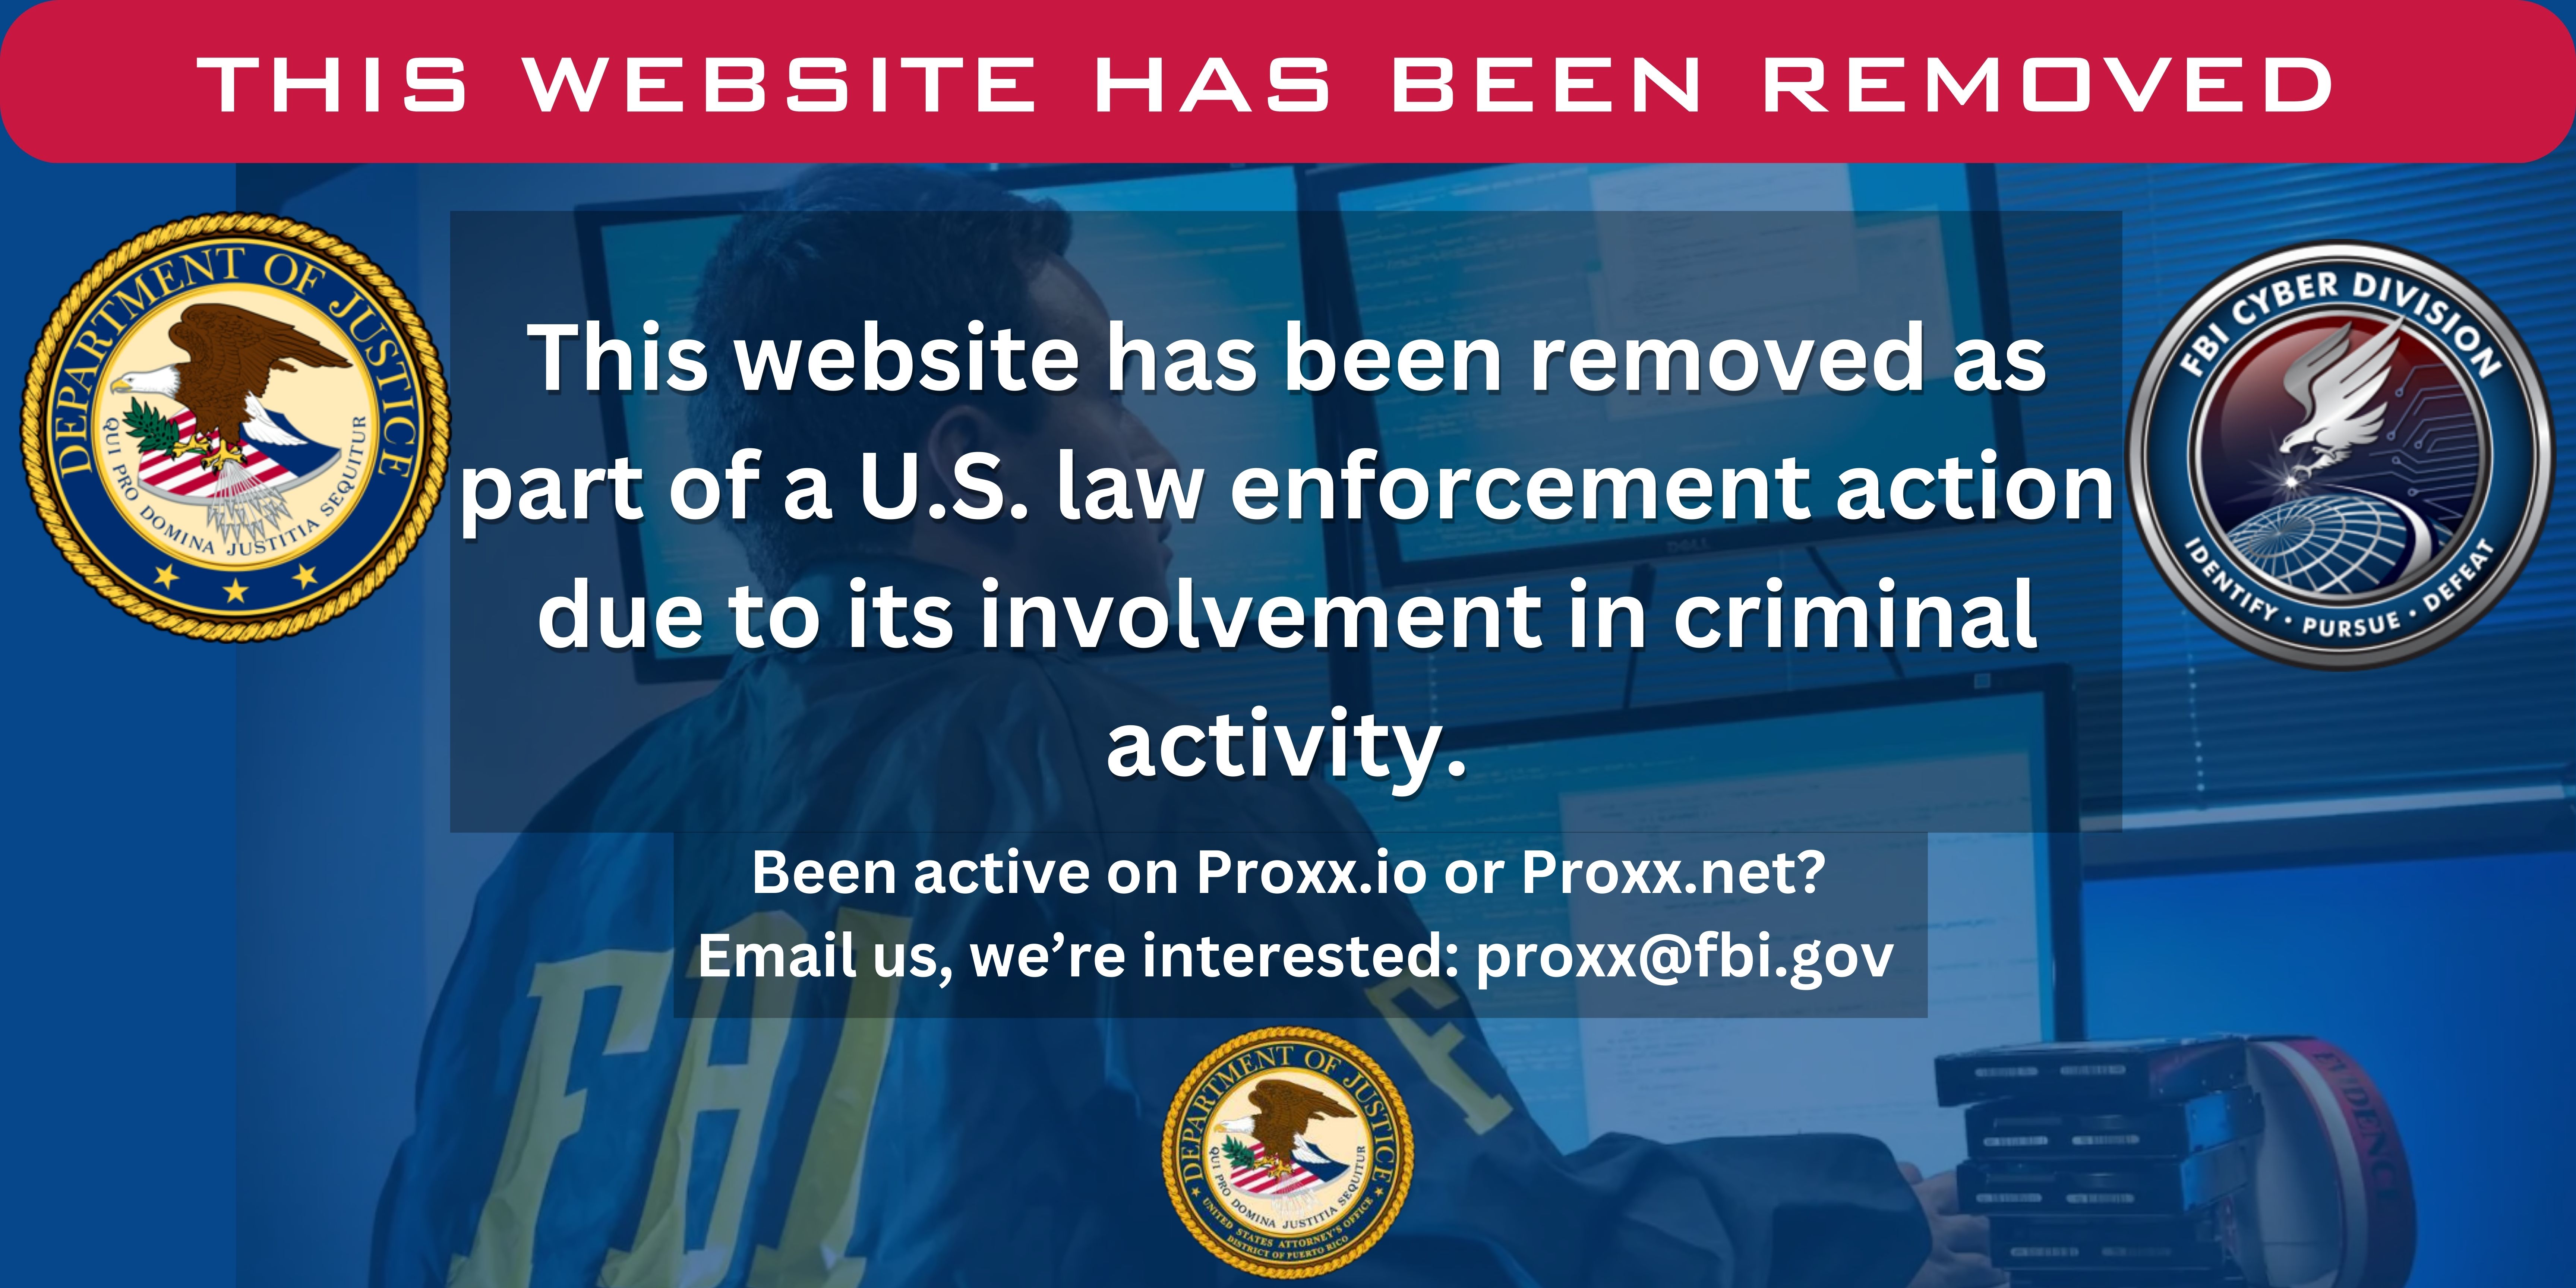 THIS WEBSITE HAS BEEN REMOVED
DEPARTMENT OF JUSTICE
QUI PRO DOMINA JUSTITIA SEQUITUR
This website has been removed as
part of a U.S. law enforcement action
due to its involvement in criminal
activity.
FBI CYBER DIVISION
IDENTIFY • PURSUE • DEFEAT
Been active on Proxx.io or Proxx.net?
Email us, we’re interested: proxx@fbi.gov
FBI
F
DELL
EVIDENCE
DEPARTMENT OF JUSTICE
QUI PRO DOMINA JUSTITIA SEQUITUR
UNITED STATES ATTORNEY'S OFFICE
DISTRICT OF PUERTO RICO